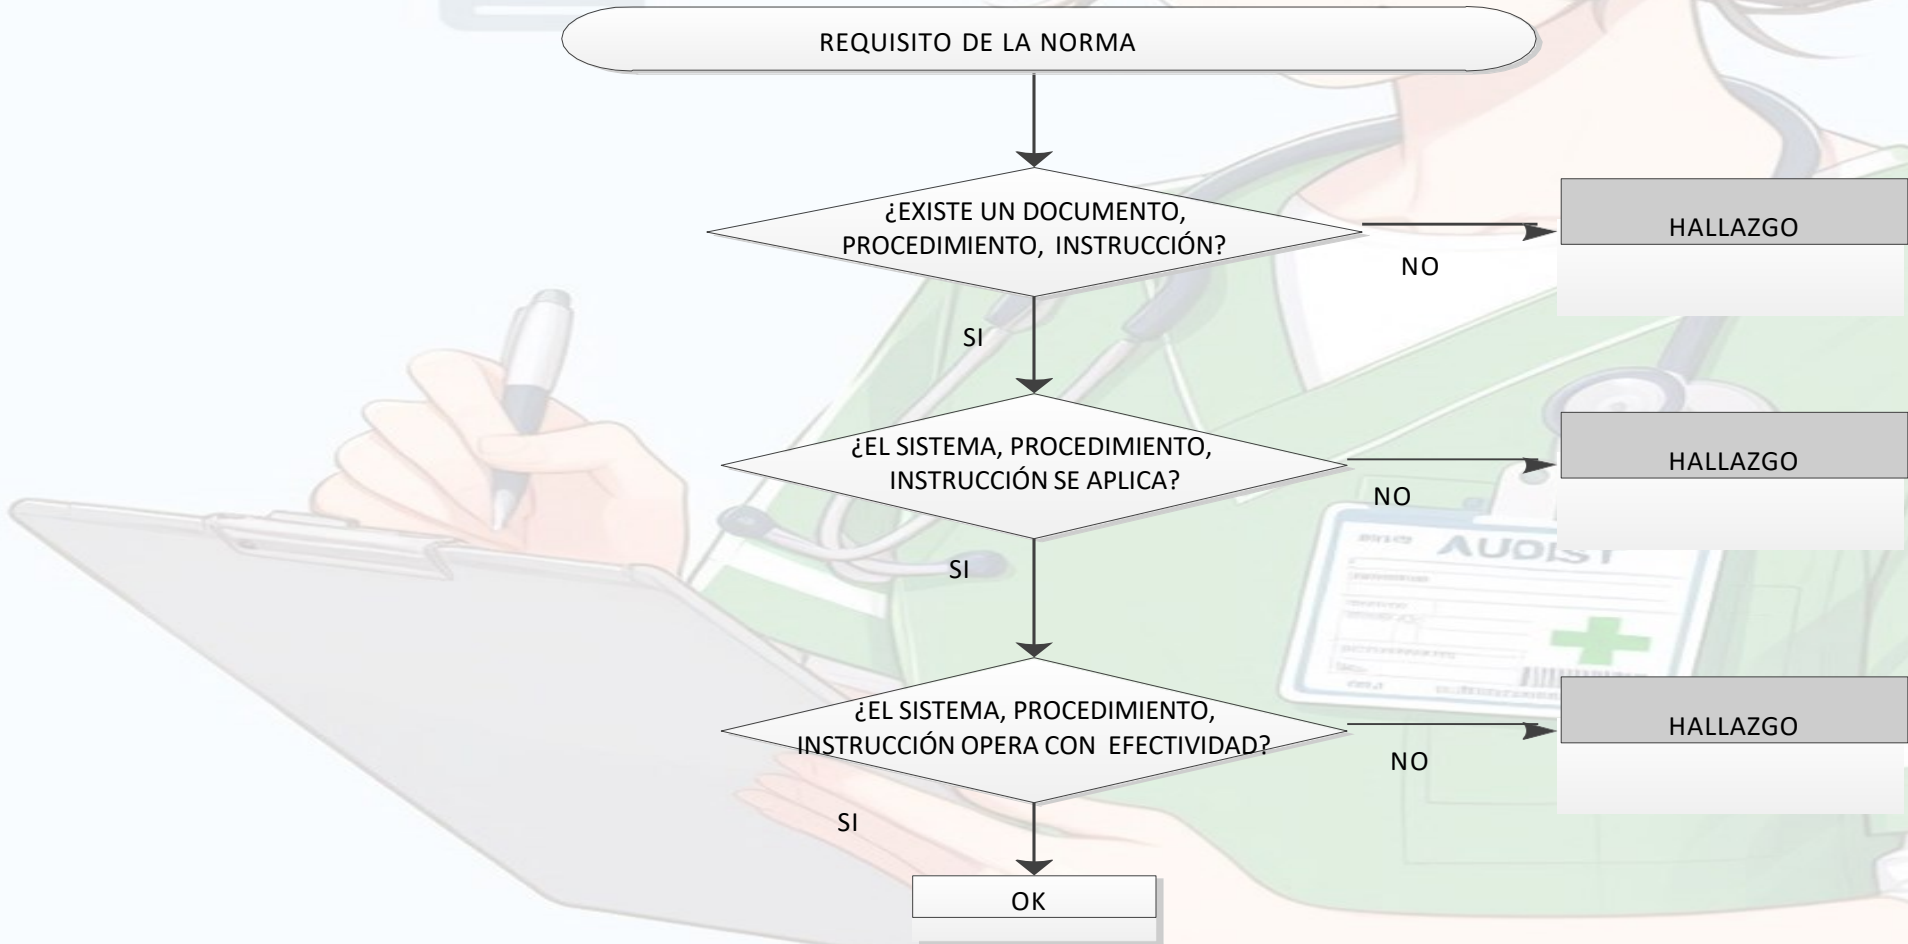 REQUISITO DE LA NORMA
¿EXISTE UN DOCUMENTO,
PROCEDIMIENTO, INSTRUCCIÓN?
NO
HALLAZGO
SI
¿EL SISTEMA, PROCEDIMIENTO,
INSTRUCCIÓN SE APLICA?
NO
HALLAZGO
SI
AUDIST
¿EL SISTEMA, PROCEDIMIENTO,
INSTRUCCIÓN OPERA CON EFECTIVIDAD?
NO
HALLAZGO
SI
OK